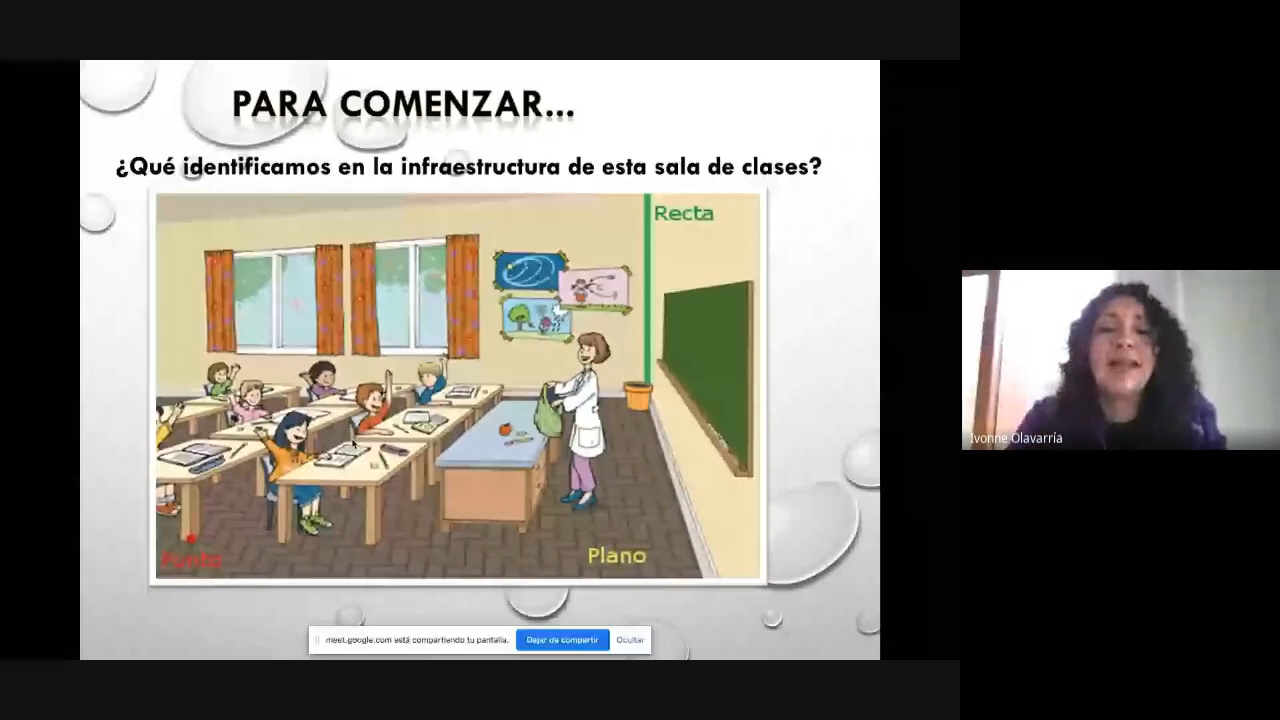 PARA COMENZAR...
¿Qué identificamos en la infraestructura de esta sala de clases?
Recta
Plano
Punto
meet.google.com está compartiendo tu pantalla. Dejar de compartir Ocultar
Ivonne Olavarría